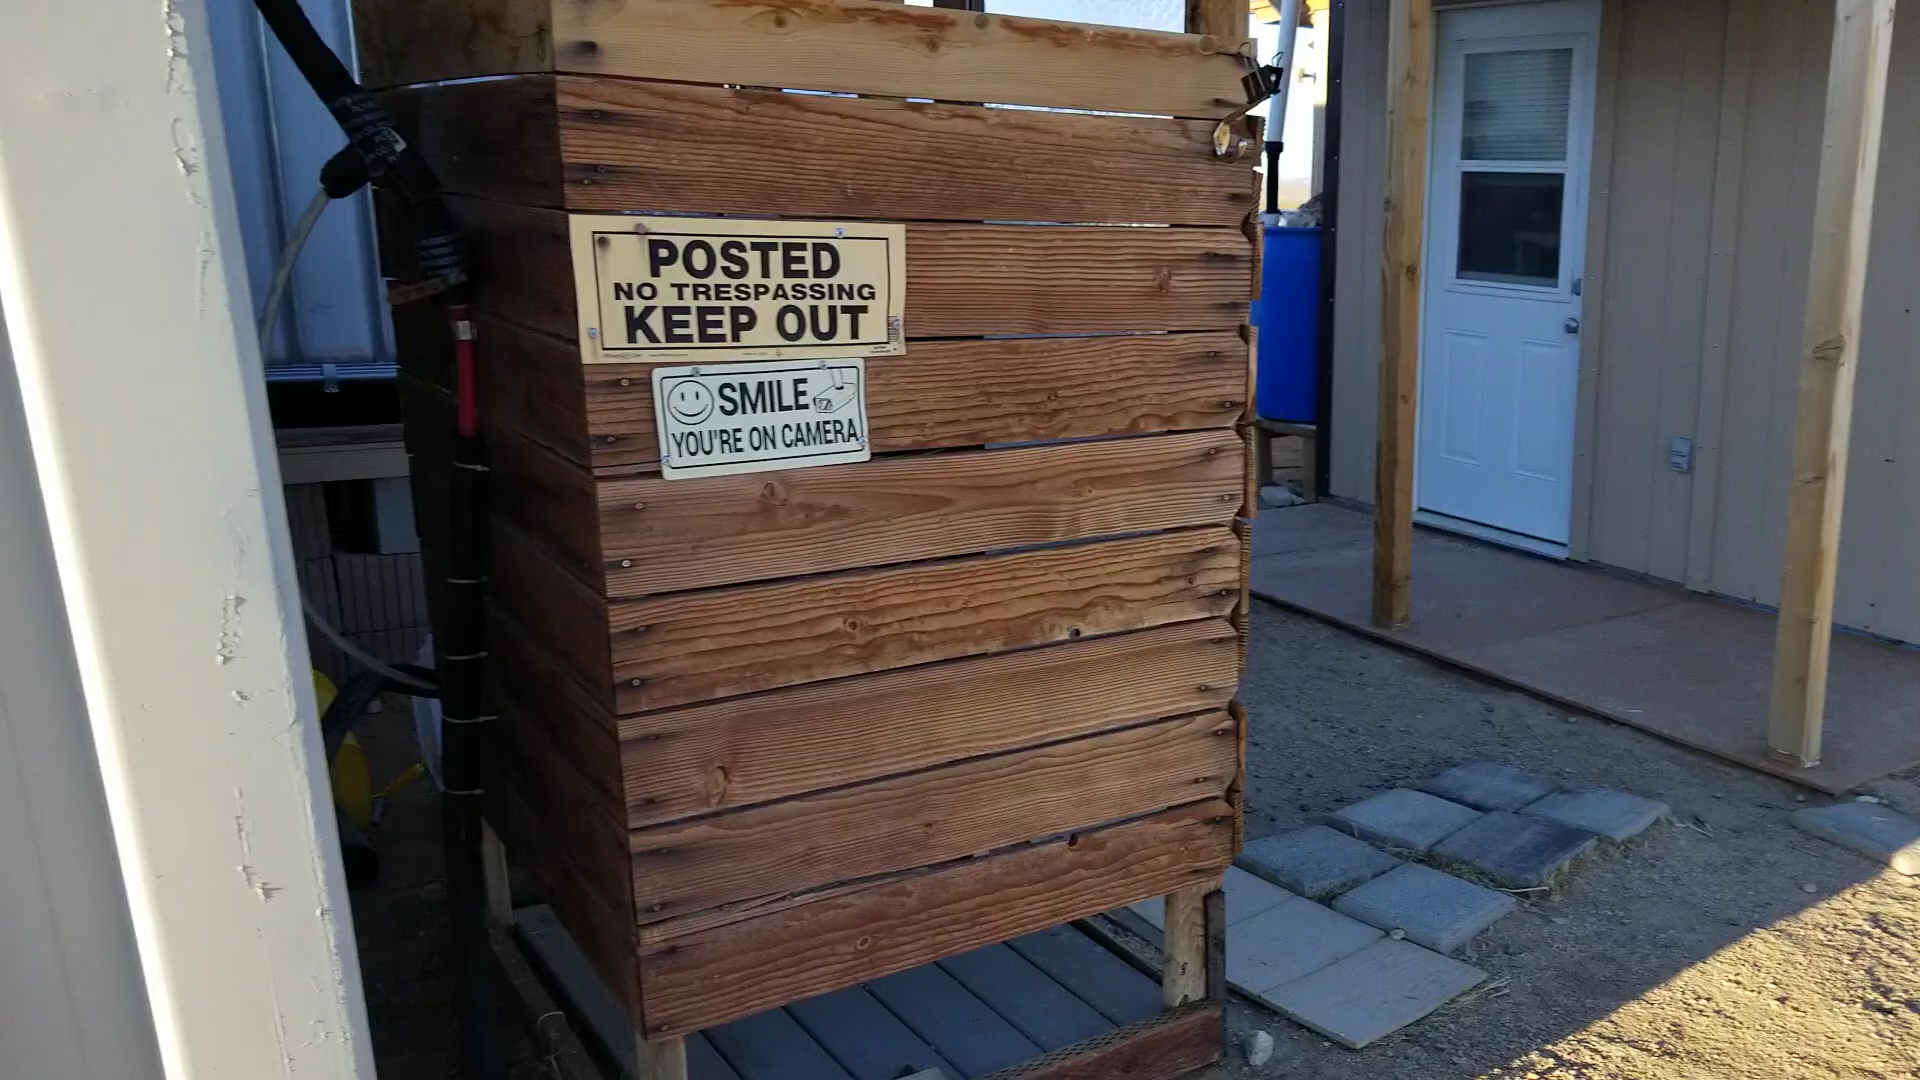 POSTED
NO TRESPASSING
KEEP OUT
SMILE
YOU'RE ON CAMERA